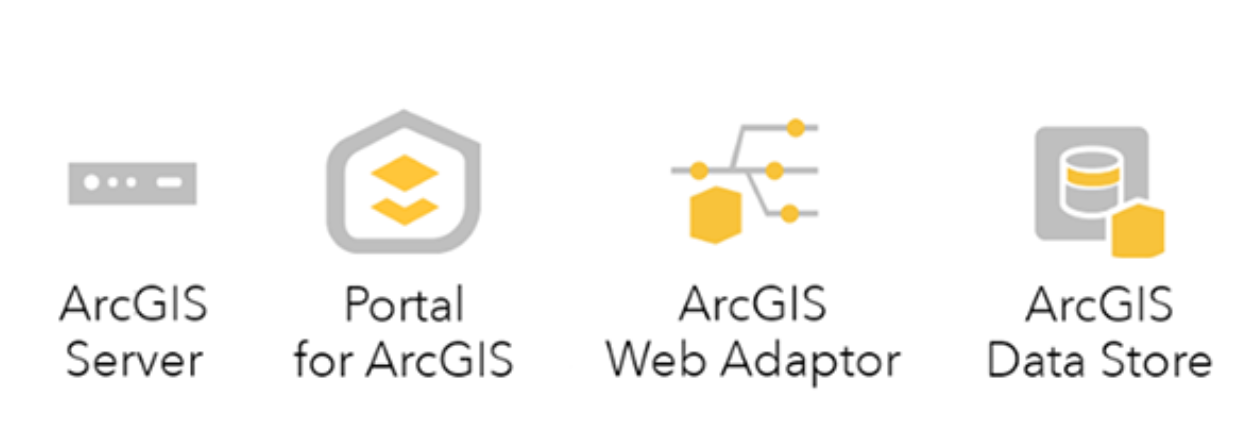 ArcGIS
Server
Portal
for ArcGIS
ArcGIS
Web Adaptor
ArcGIS
Data Store